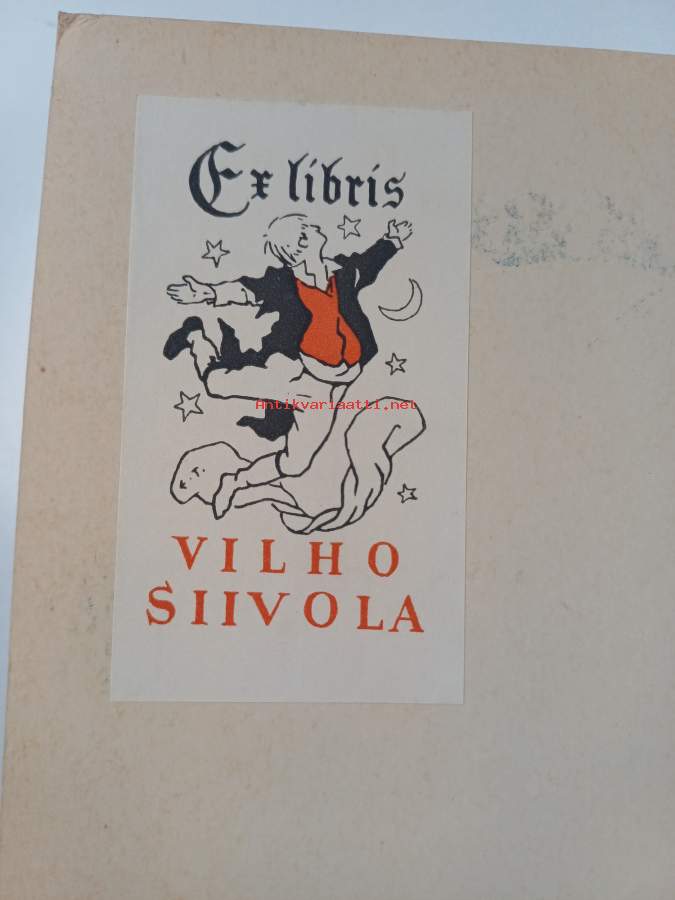 Ex libris
Antikvariaatti.net
VILHO
SIIVOLA